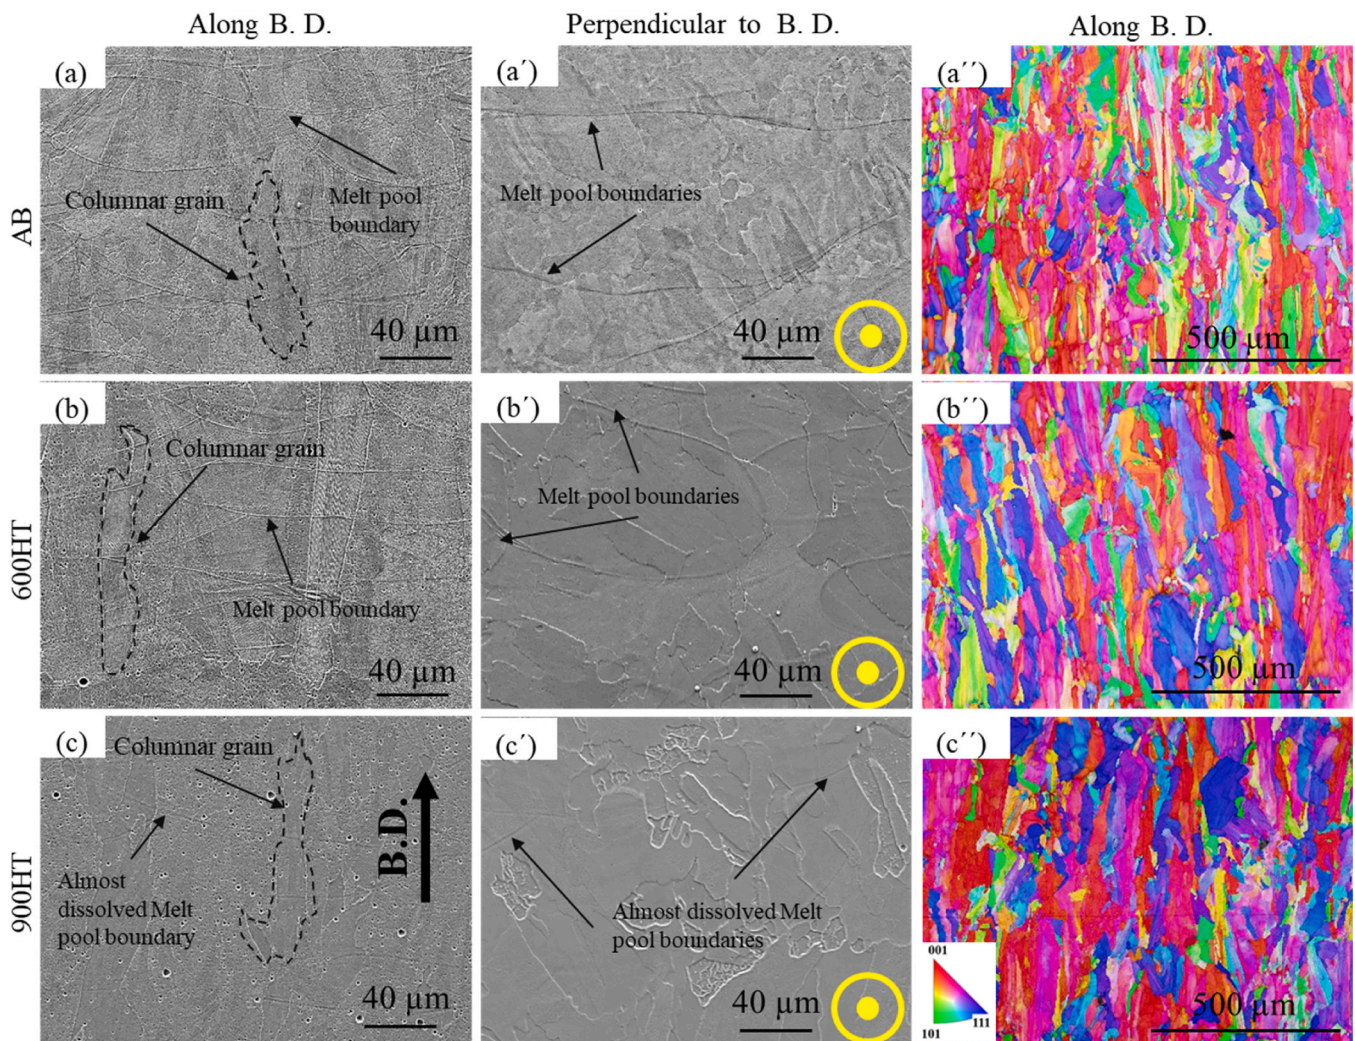 Along B. D.
Perpendicular to B. D.
Along B. D.
AB
(a)
Columnar grain
Melt pool
boundary
40 µm
(a´)
Melt pool boundaries
40 µm
(a´´)
500 µm
600HT
(b)
Columnar grain
Melt pool boundary
40 µm
(b´)
Melt pool boundaries
40 µm
(b´´)
500 µm
900HT
(c)
Columnar grain
B.D.
Almost
dissolved Melt
pool boundary
40 µm
(c´)
Almost dissolved Melt
pool boundaries
40 µm
(c´´)
001
111
101
500 µm